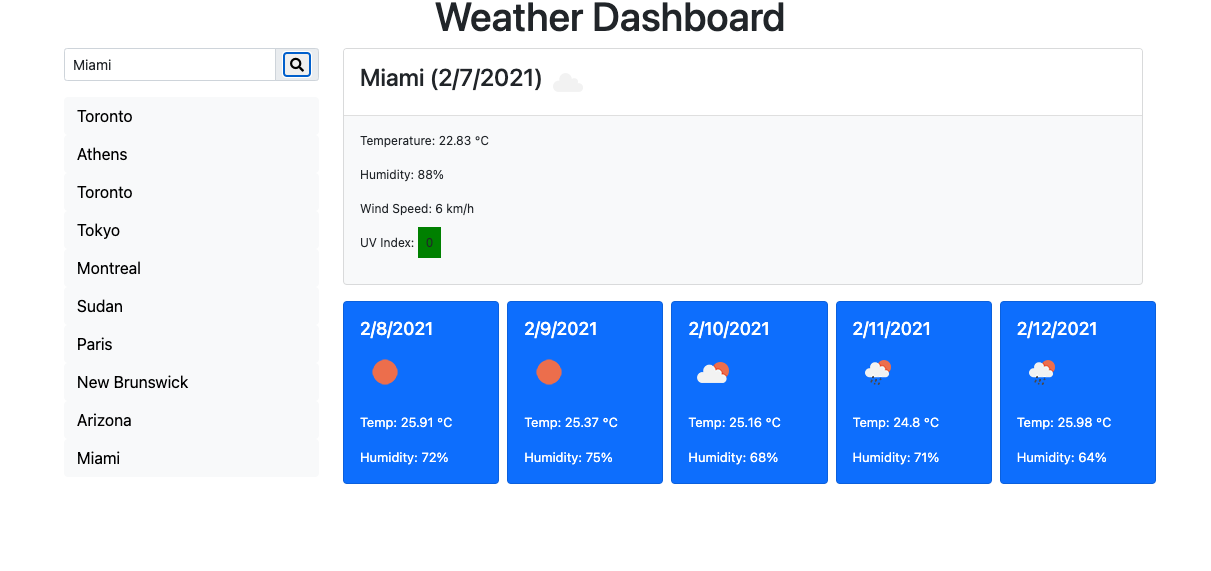 Weather Dashboard
Miami
Toronto
Athens
Toronto
Tokyo
Montreal
Sudan
Paris
New Brunswick
Arizona
Miami
Miami (2/7/2021)
Temperature: 22.83 °C
Humidity: 88%
Wind Speed: 6 km/h
UV Index: 0
2/8/2021
Temp: 25.91 °C
Humidity: 72%
2/9/2021
Temp: 25.37 °C
Humidity: 75%
2/10/2021
Temp: 25.16 °C
Humidity: 68%
2/11/2021
Temp: 24.8 °C
Humidity: 71%
2/12/2021
Temp: 25.98 °C
Humidity: 64%